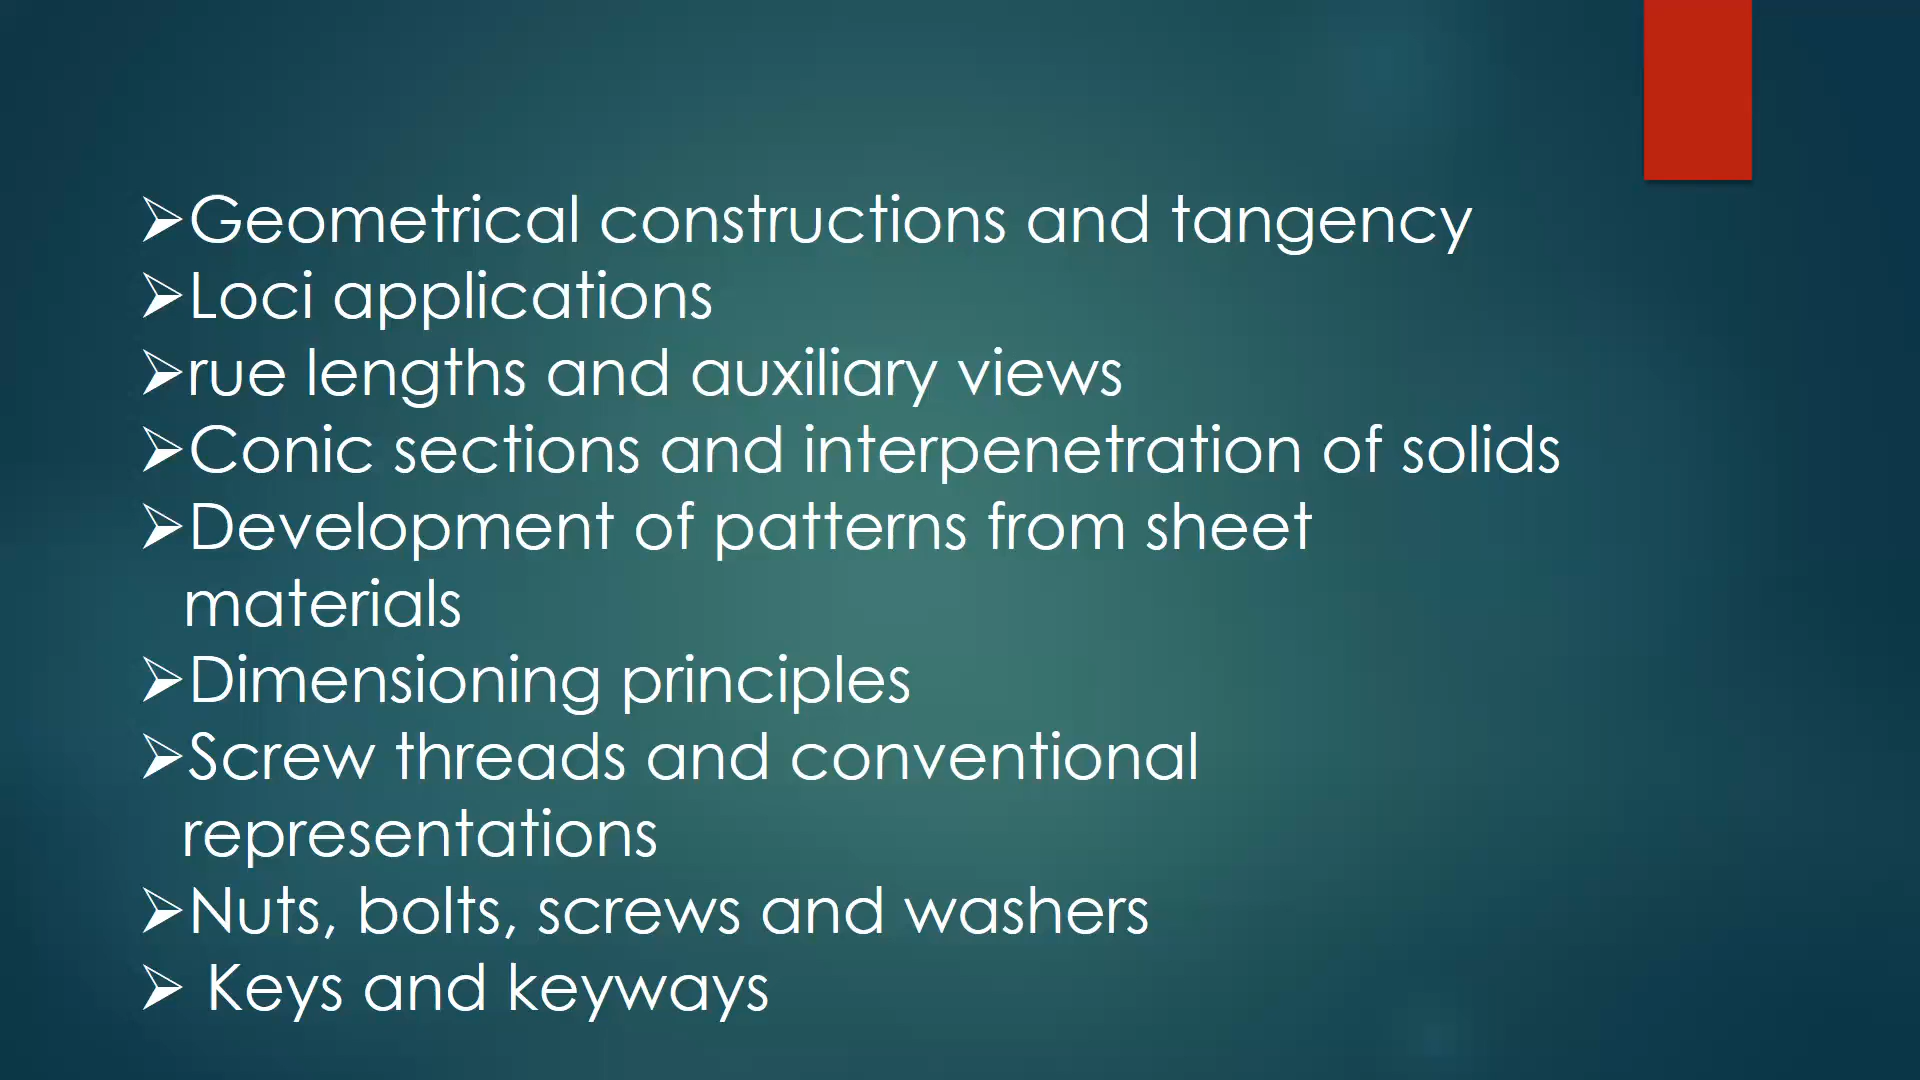 ➢Geometrical constructions and tangency
➢Loci applications
➢rue lengths and auxiliary views
➢Conic sections and interpenetration of solids
➢Development of patterns from sheet
materials
➢Dimensioning principles
➢Screw threads and conventional
representations
➢Nuts, bolts, screws and washers
➢ Keys and keyways